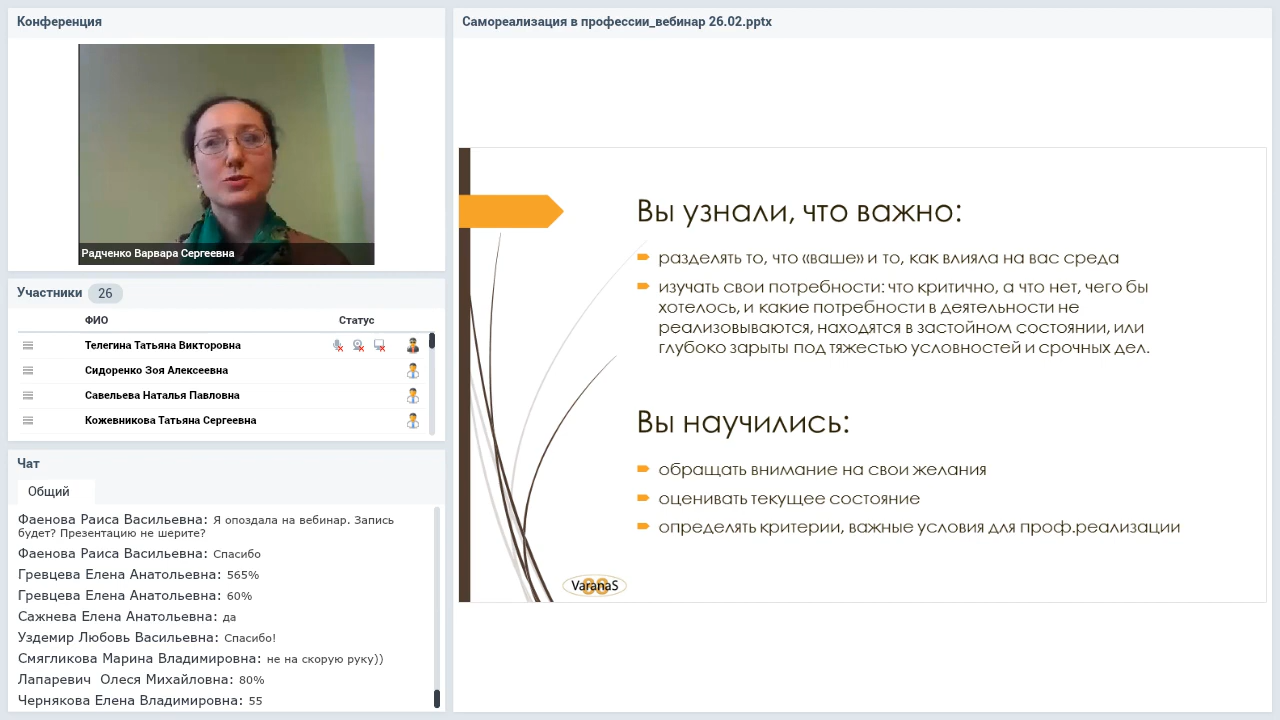 Конференция
Радченко Варвара Сергеевна
Участники 26
ФИО Статус
Телегина Татьяна Викторовна
Сидоренко Зоя Алексеевна
Савельева Наталья Павловна
Кожевникова Татьяна Сергеевна
Чат
Общий
Фаенова Раиса Васильевна: Я опоздала на вебинар. Запись
будет? Презентацию не шерите?
Фаенова Раиса Васильевна: Спасибо
Гревцева Елена Анатольевна: 565%
Гревцева Елена Анатольевна: 60%
Сажнева Елена Анатольевна: да
Уздемир Любовь Васильевна: Спасибо!
Смягликова Марина Владимировна: не на скорую руку))
Лапаревич Олеся Михайловна: 80%
Чернякова Елена Владимировна: 55
Самореализация в профессии_вебинар 26.02.pptx
Вы узнали, что важно:
разделять то, что «ваше» и то, как влияла на вас среда
изучать свои потребности: что критично, а что нет, чего бы
хотелось, и какие потребности в деятельности не
реализовываются, находятся в застойном состоянии, или
глубоко зарыты под тяжестью условностей и срочных дел.
Вы научились:
обращать внимание на свои желания
оценивать текущее состояние
определять критерии, важные условия для проф.реализации
VaranaS